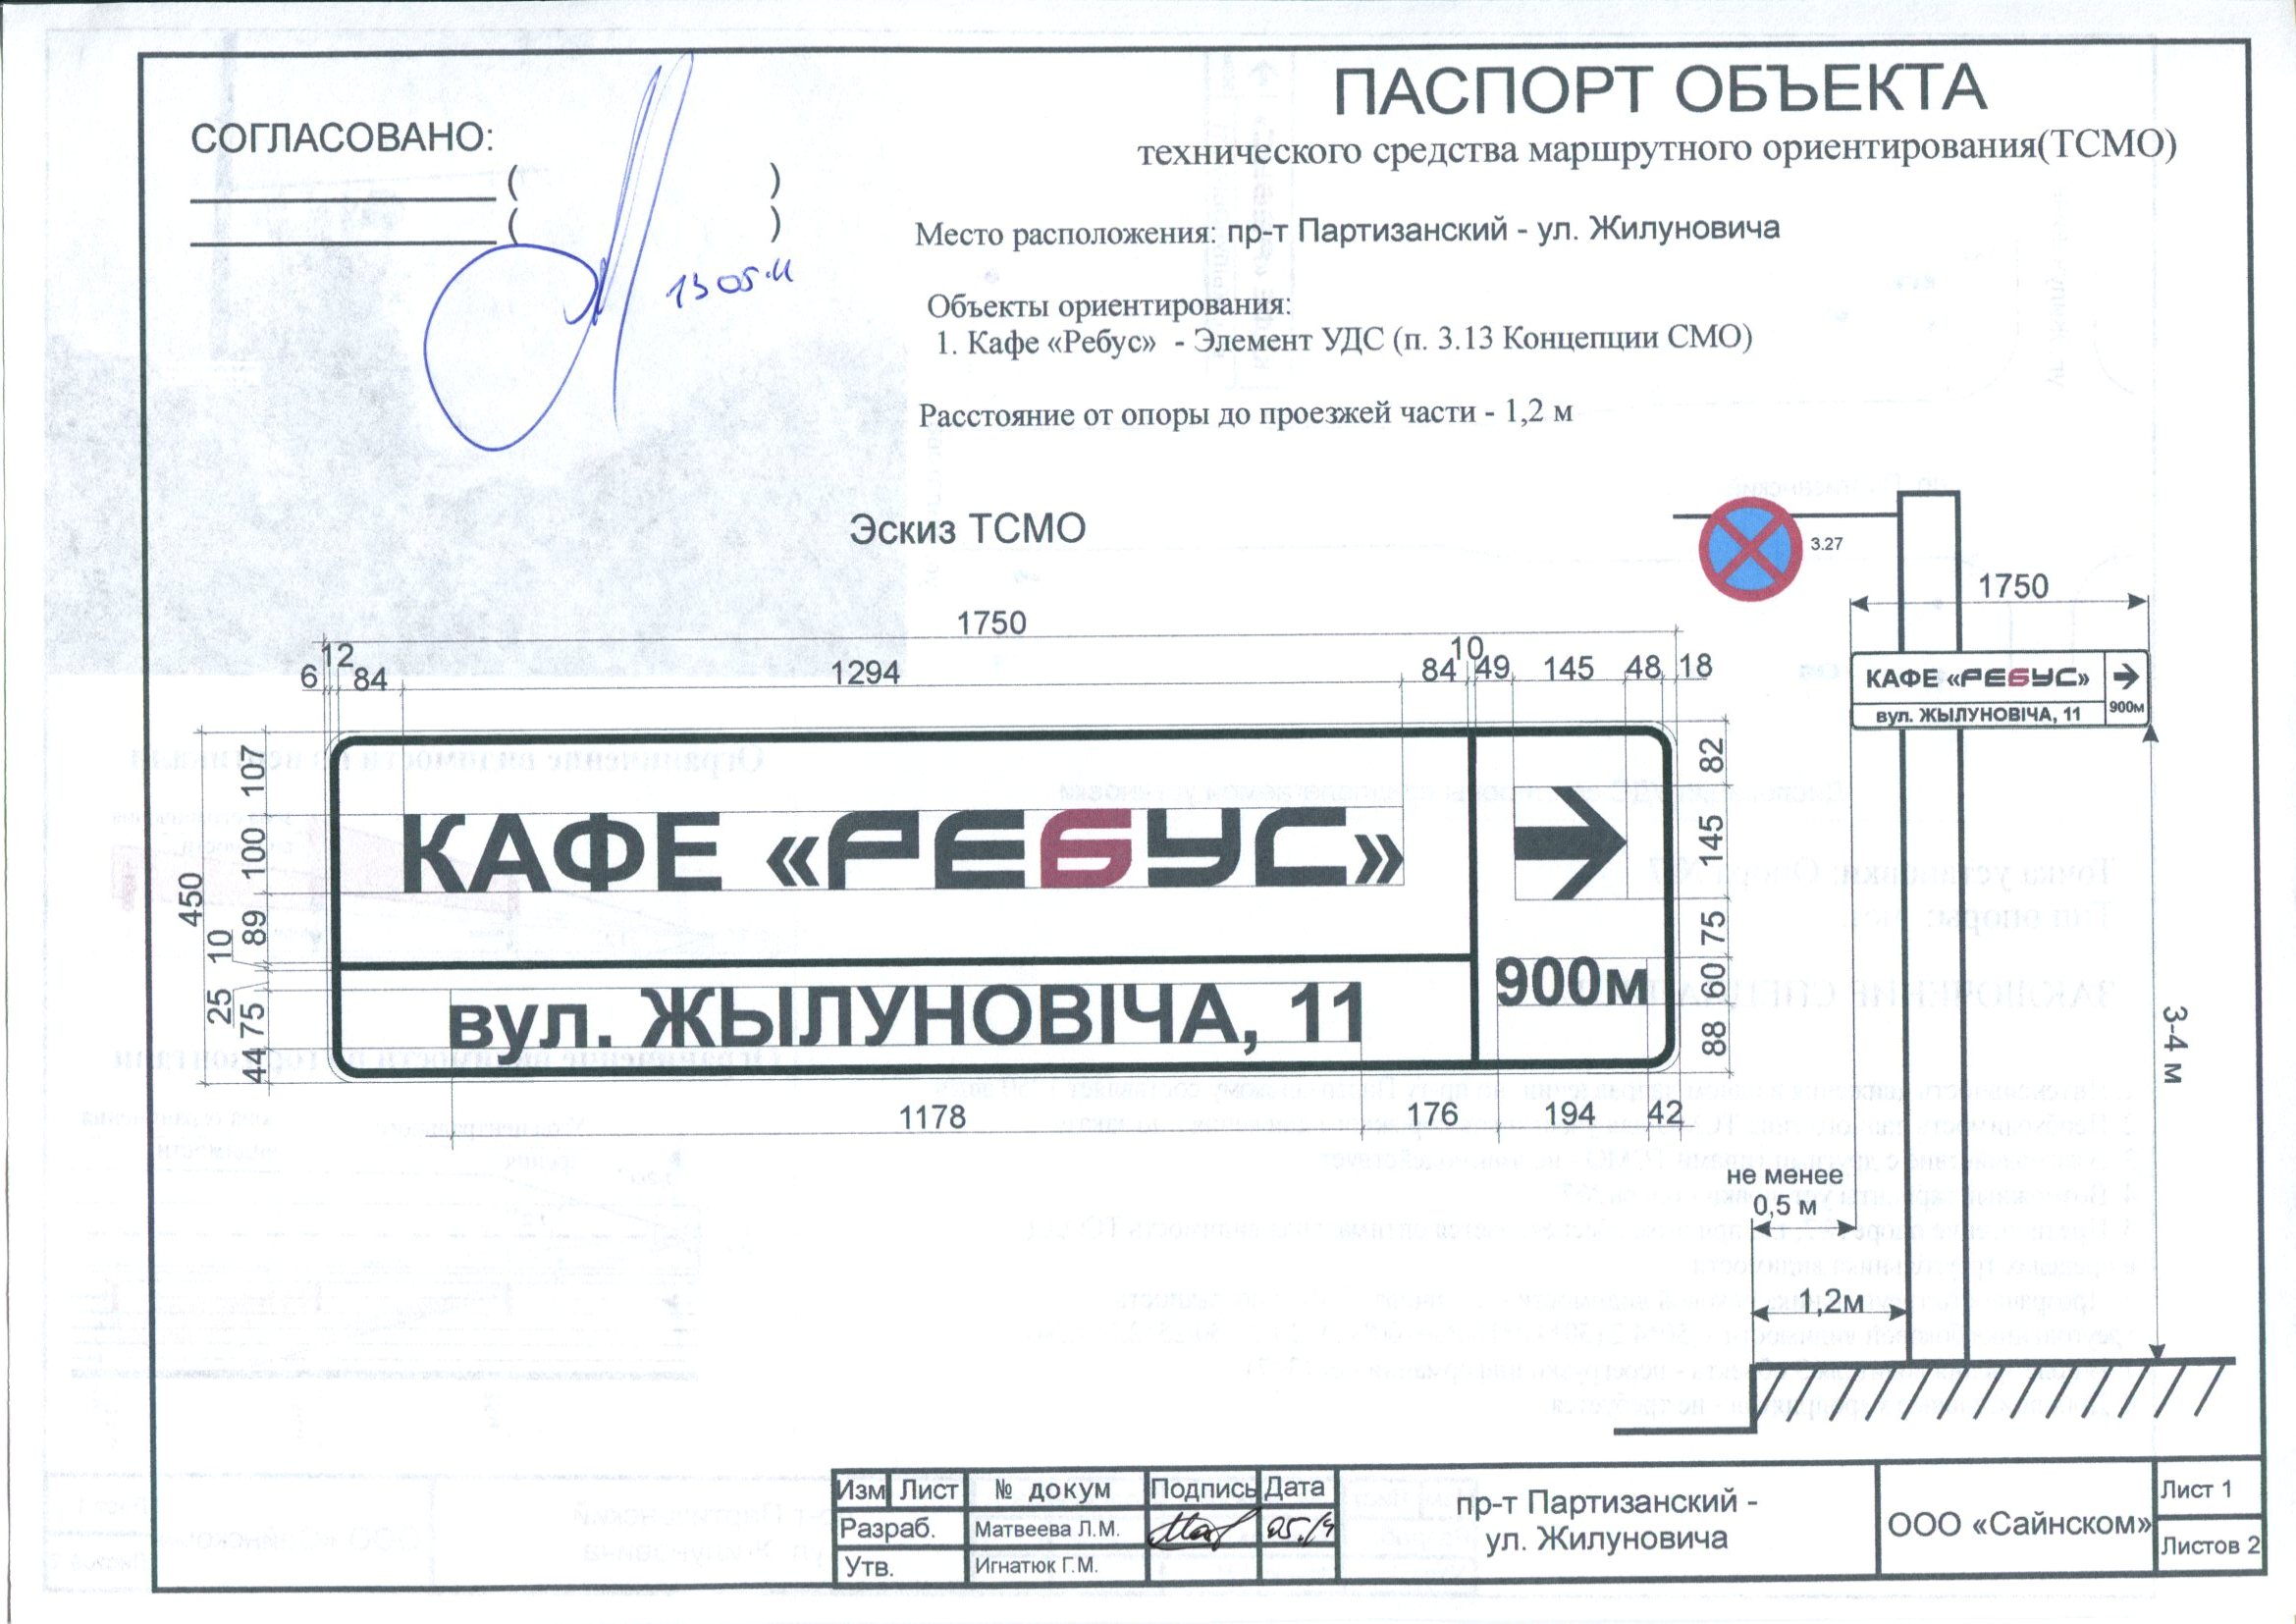 ПАСПОРТ ОБЪЕКТА
технического средства маршрутного ориентирования(ТСМО)
СОГЛАСОВАНО:
( )
( )
13 05.11
Место расположения: пр-т Партизанский - ул. Жилуновича
Объекты ориентирования:
1. Кафе «Ребус» - Элемент УДС (п. 3.13 Концепции СМО)
Расстояние от опоры до проезжей части - 1,2 м
Эскиз ТСМО
3.27
1750
КАФЕ «РЕБУС»
вул. ЖЫЛУНОВІЧА, 11
900м
1750
6 12 84 1294 84 10 49 145 48 18
450
107 100 89 10 25 75 44
КАФЕ «РЕБУС»
вул. ЖЫЛУНОВІЧА, 11
900м
82 145 75 60 88
1178 176 194 42
3-4 м
не менее
0,5 м
1,2м
Изм Лист № докум Подпись Дата
Разраб. Матвеева Л.М.
Утв. Игнатюк Г.М.
пр-т Партизанский -
ул. Жилуновича
ООО «Сайнском»
Лист 1
Листов 2